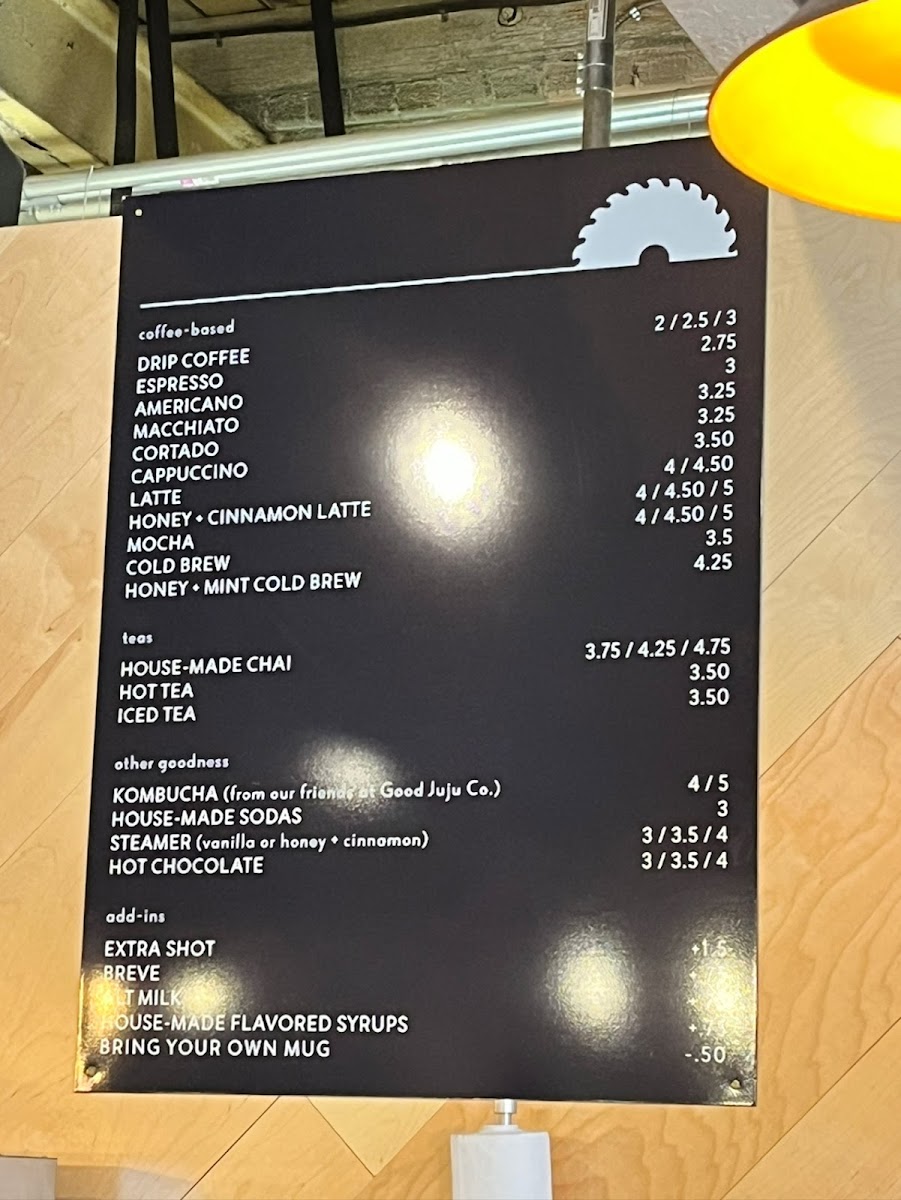 coffee-based
DRIP COFFEE 2 / 2.5 / 3
ESPRESSO 2.75
AMERICANO 3
MACCHIATO 3.25
CORTADO 3.25
CAPPUCCINO 3.50
LATTE 4 / 4.50
HONEY + CINNAMON LATTE 4 / 4.50 / 5
MOCHA 4 / 4.50 / 5
COLD BREW 3.5
HONEY + MINT COLD BREW 4.25
teas
HOUSE-MADE CHAI 3.75 / 4.25 / 4.75
HOT TEA 3.50
ICED TEA 3.50
other goodness
KOMBUCHA (from our friends at Good Juju Co.) 4 / 5
HOUSE-MADE SODAS 3
STEAMER (vanilla or honey + cinnamon) 3 / 3.5 / 4
HOT CHOCOLATE 3 / 3.5 / 4
add-ins
EXTRA SHOT +1.5
BREVE
ALT MILK
HOUSE-MADE FLAVORED SYRUPS
BRING YOUR OWN MUG -.50